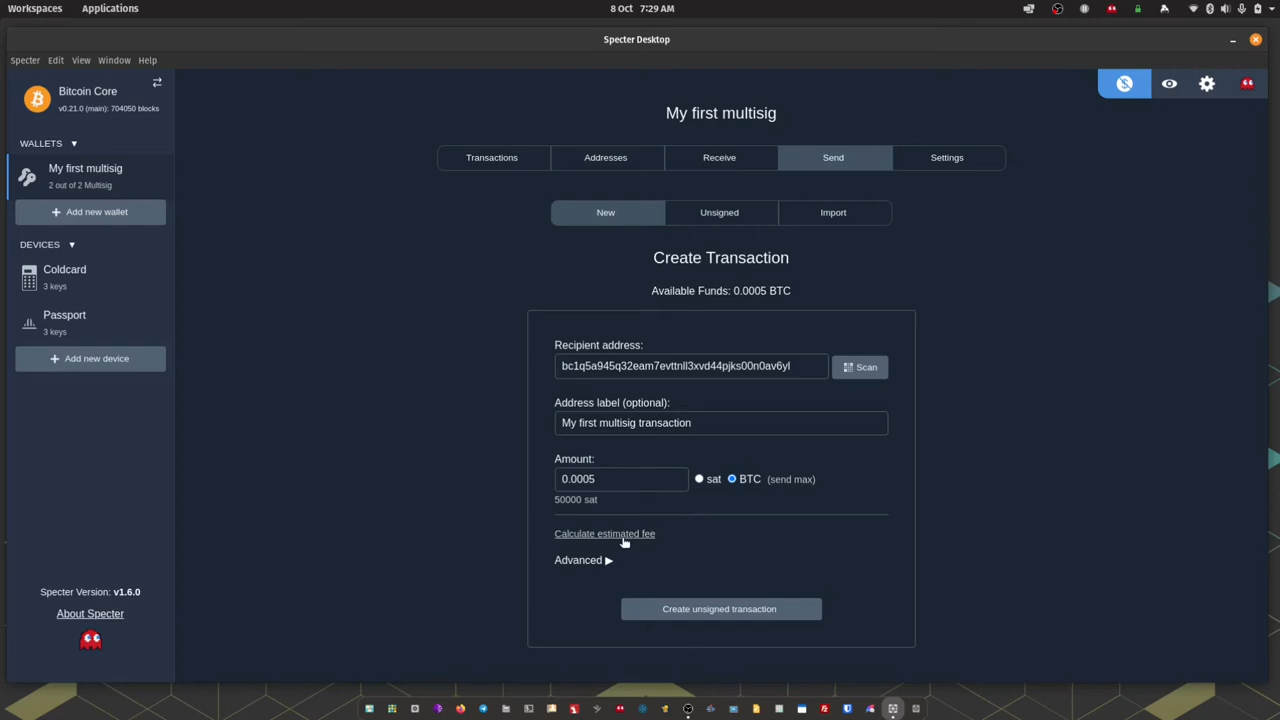 Workspaces Applications 8 Oct 7:29 AM
Specter Desktop
Specter Edit View Window Help
Bitcoin Core
v0.21.0 (main): 704050 blocks
WALLETS ▼
My first multisig
2 out of 2 Multisig
+ Add new wallet
DEVICES ▼
Coldcard
3 keys
Passport
3 keys
+ Add new device
Specter Version: v1.6.0
About Specter
My first multisig
Transactions Addresses Receive Send Settings
New Unsigned Import
Create Transaction
Available Funds: 0.0005 BTC
Recipient address:
bc1q5a945q32eam7evttnll3xvd44pjks00n0av6yl Scan
Address label (optional):
My first multisig transaction
Amount:
0.0005 sat BTC (send max)
50000 sat
Calculate estimated fee
Advanced ▶
Create unsigned transaction